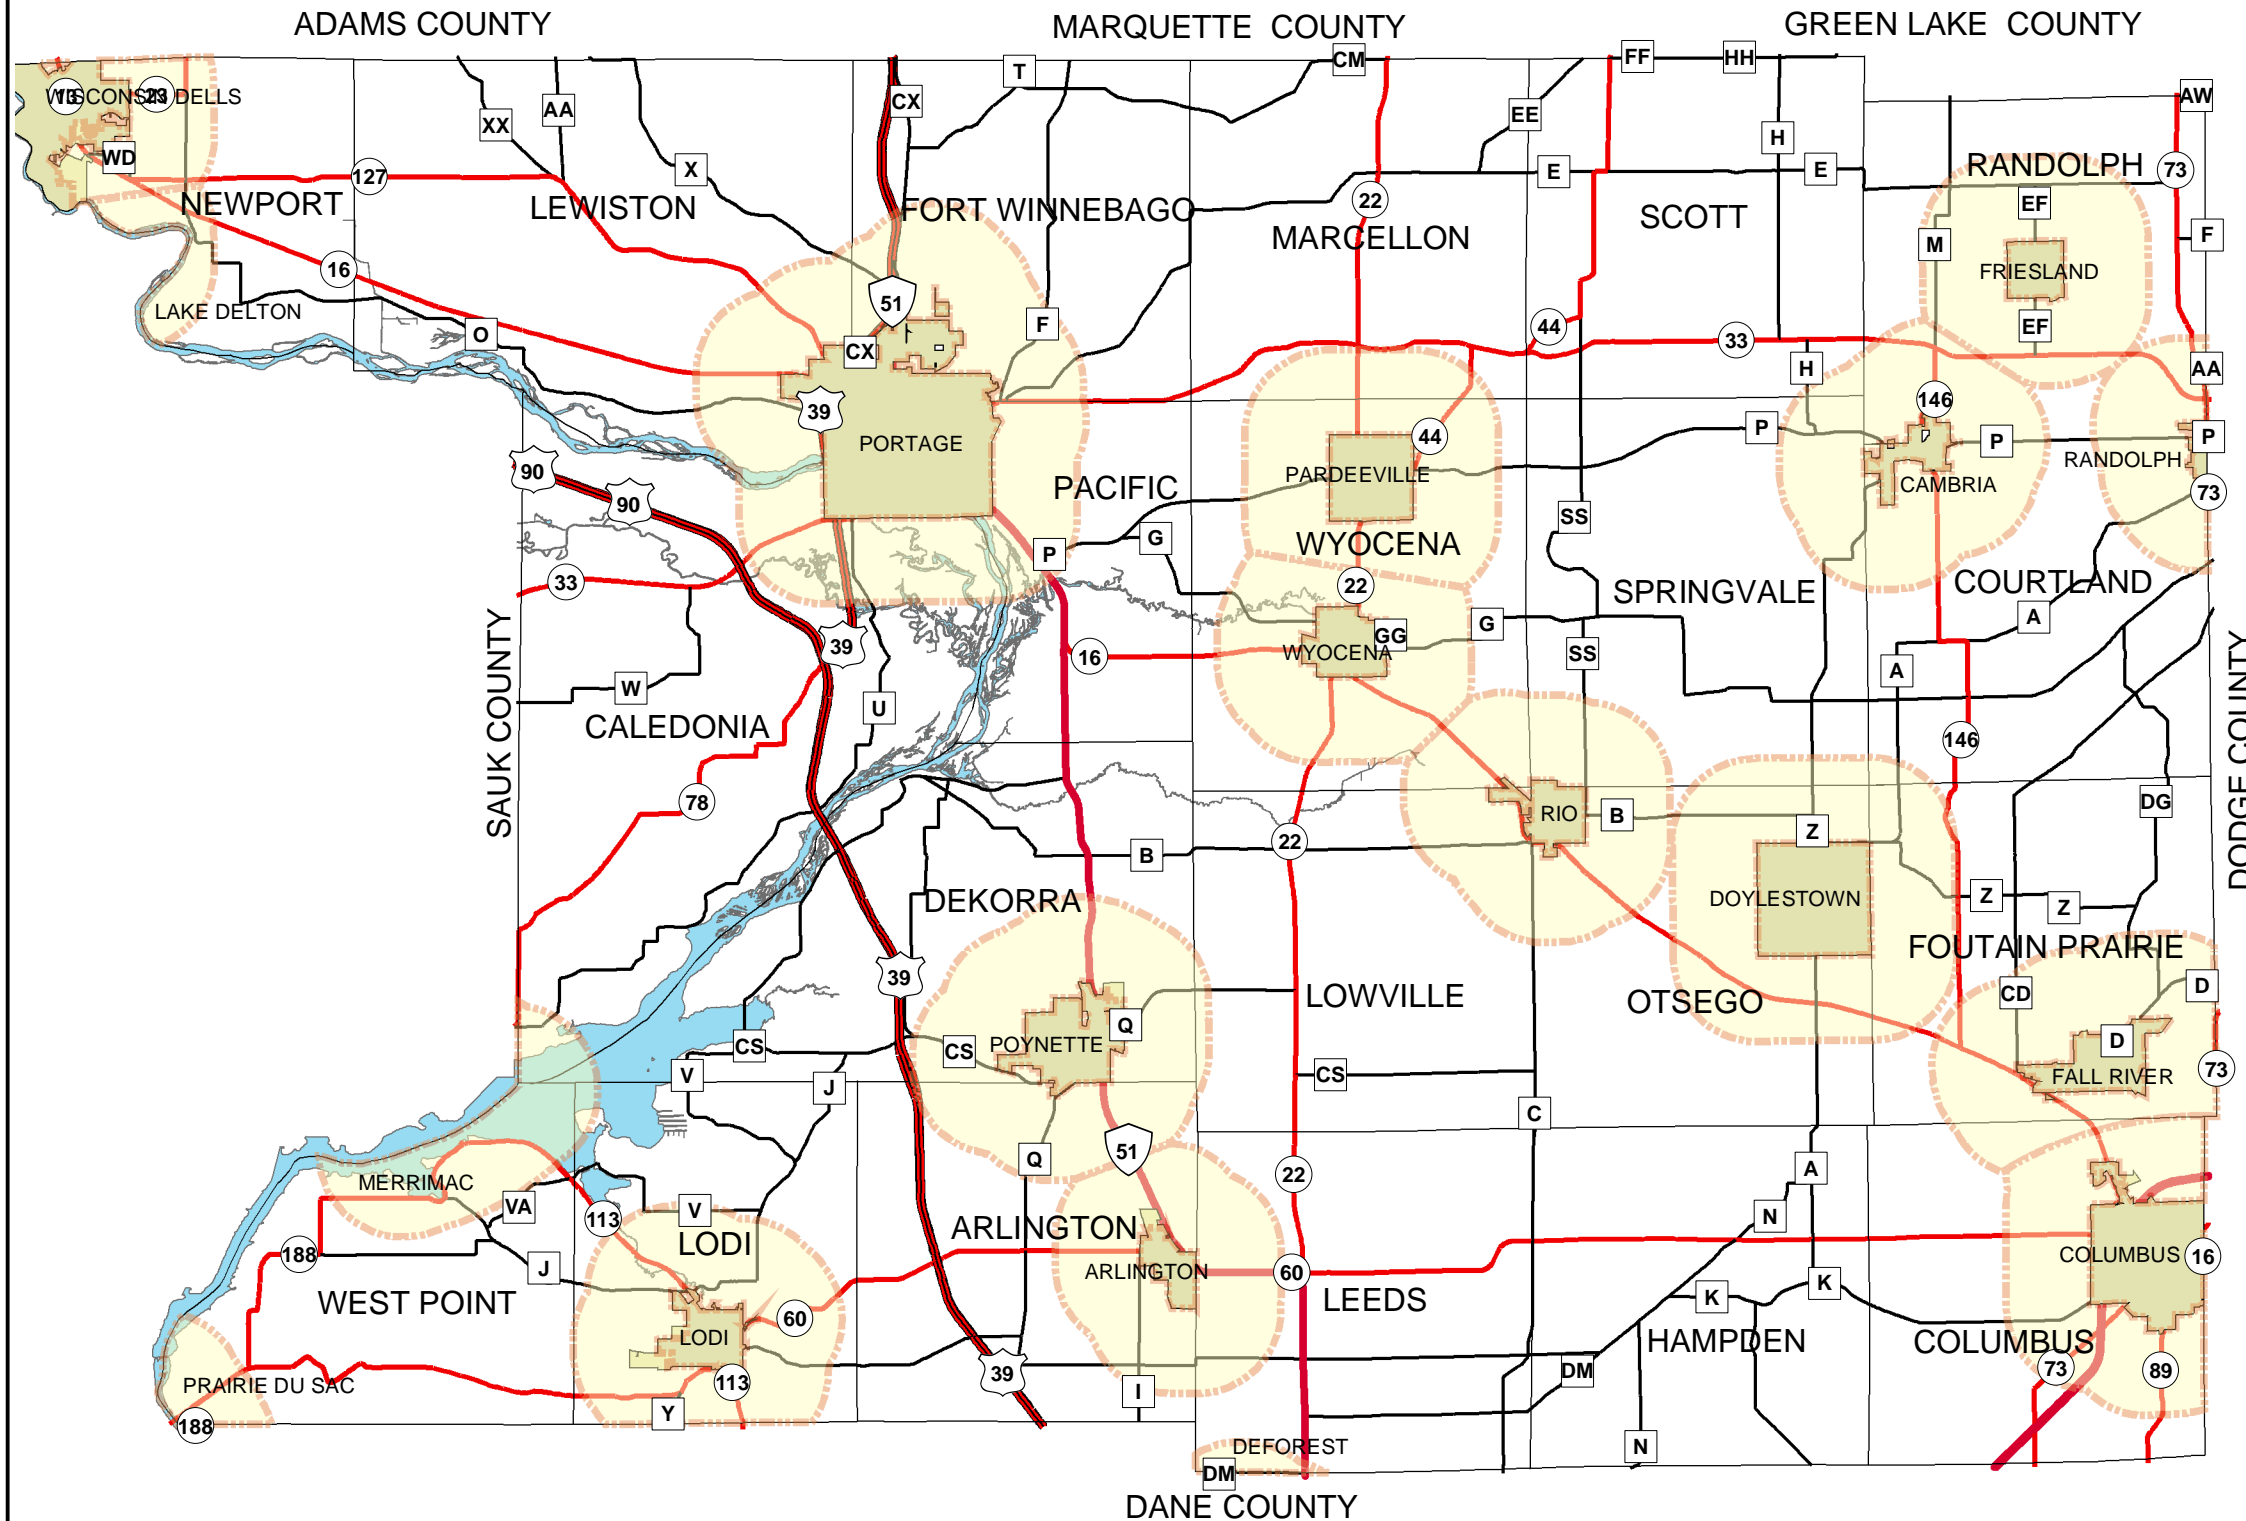 ADAMS COUNTY
MARQUETTE  COUNTY
GREEN LAKE  COUNTY
T
CM
FF
HH
WISCONSIN DELLS
13
23
CX
AW
XX
AA
EE
H
WD
127
X
E
E
RANDOLPH
73
NEWPORT
LEWISTON
FORT WINNEBAGO
22
SCOTT
EF
MARCELLON
M
F
16
FRIESLAND
LAKE DELTON
51
O
F
44
33
EF
CX
H
AA
39
146
PORTAGE
44
P
P
P
90
PARDEEVILLE
RANDOLPH
90
PACIFIC
CAMBRIA
73
SS
G
WYOCENA
P
33
22
SPRINGVALE
COURTLAND
A
39
GG
G
16
WYOCENA
SS
A
W
SAUK COUNTY
U
CALEDONIA
146
DODGE COUNTY
78
DG
RIO
B
Z
22
B
DEKORRA
DOYLESTOWN
Z
Z
FOUTAIN PRAIRIE
39
LOWVILLE
OTSEGO
CD
D
Q
POYNETTE
CS
CS
D
V
J
CS
FALL RIVER
73
C
51
Q
A
22
MERRIMAC
VA
113
V
N
188
LODI
ARLINGTON
J
ARLINGTON
60
COLUMBUS
16
WEST POINT
60
LEEDS
K
K
LODI
HAMPDEN
COLUMBUS
PRAIRIE DU SAC
113
39
I
DM
73
89
188
Y
DEFOREST
N
DM
DANE COUNTY